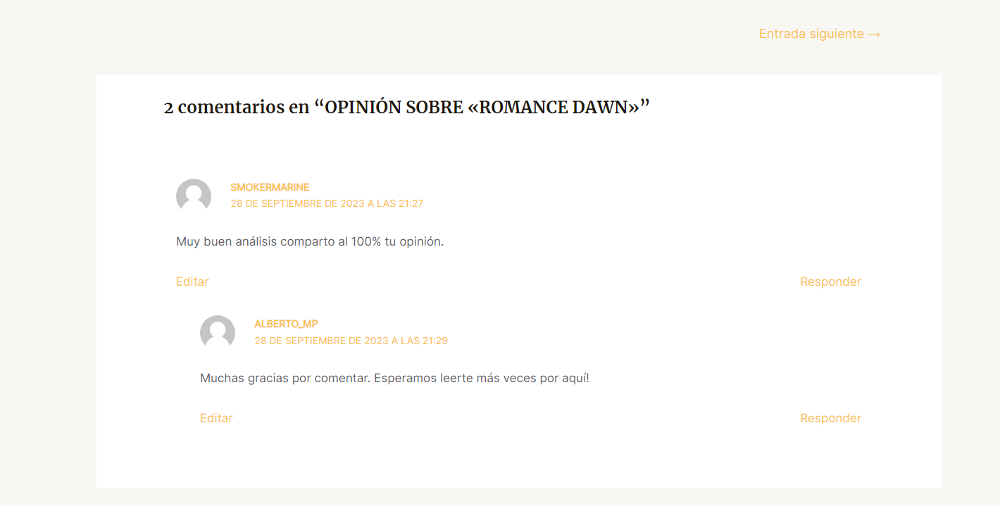 Entrada siguiente →
2 comentarios en “OPINIÓN SOBRE «ROMANCE DAWN»”
SMOKERMARINE
28 DE SEPTIEMBRE DE 2023 A LAS 21:27
Muy buen análisis comparto al 100% tu opinión.
Editar
Responder
ALBERTO_MP
28 DE SEPTIEMBRE DE 2023 A LAS 21:29
Muchas gracias por comentar. Esperamos leerte más veces por aquí!
Editar
Responder